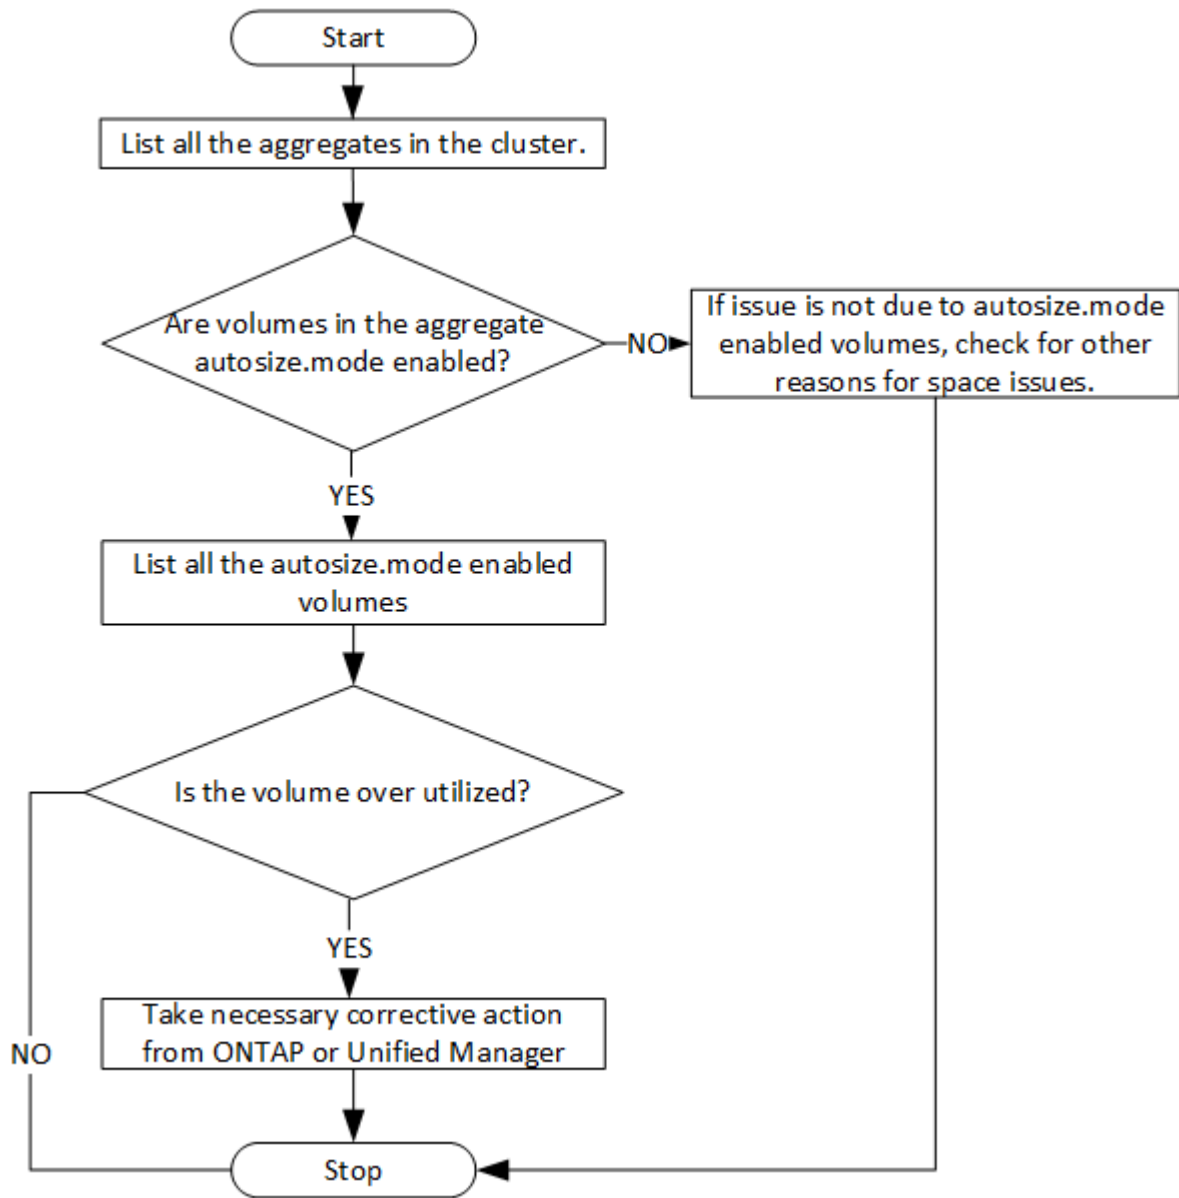 Start
List all the aggregates in the cluster.
Are volumes in the aggregate
autosize.mode enabled?
NO
If issue is not due to autosize.mode
enabled volumes, check for other
reasons for space issues.
YES
List all the autosize.mode enabled
volumes
Is the volume over utilized?
YES
Take necessary corrective action
from ONTAP or Unified Manager
NO
Stop